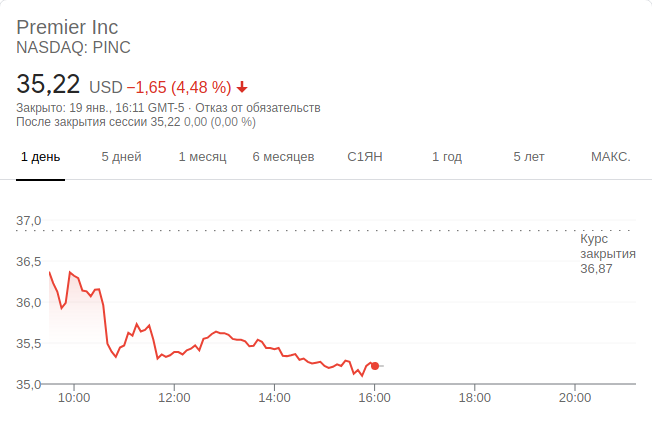 Premier Inc
NASDAQ: PINC
35,22 USD −1,65 (4,48 %)
Закрыто: 19 янв., 16:11 GMT-5 · Отказ от обязательств
После закрытия сессии 35,22 0,00 (0,00 %)
1 день 5 дней 1 месяц 6 месяцев С1ЯН 1 год 5 лет МАКС.
37,0
Курс
закрытия
36,87
36,5
36,0
35,5
35,0
10:00 12:00 14:00 16:00 18:00 20:00